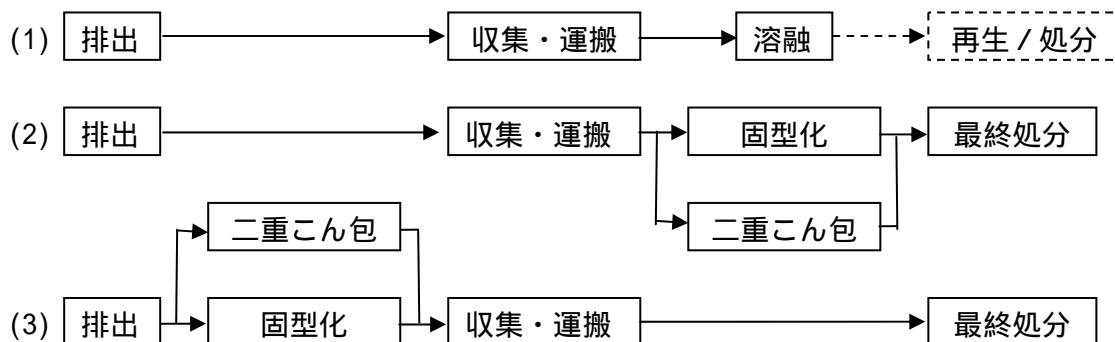 (1) 排出 収集・運搬 溶融 再生/処分
(2) 排出 収集・運搬 固型化 最終処分
二重こん包 二重こん包
(3) 排出 固型化 収集・運搬 最終処分